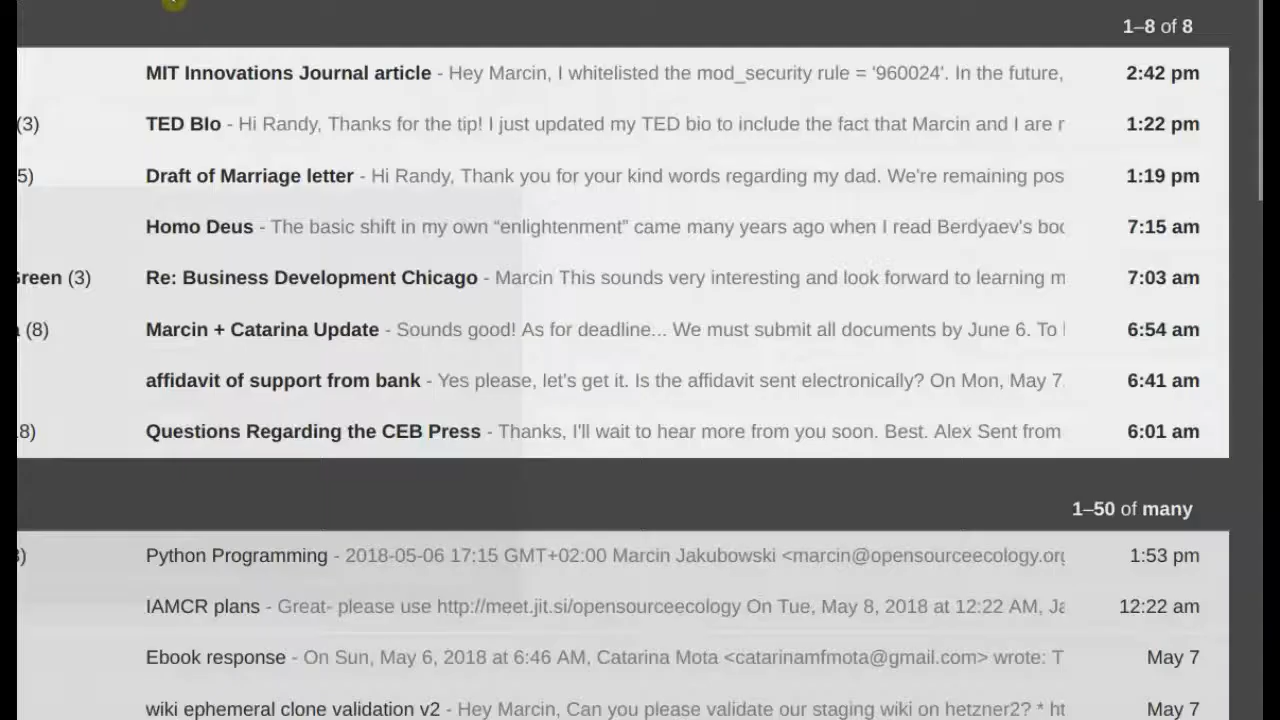 1–8 of 8
MIT Innovations Journal article - Hey Marcin, I whitelisted the mod_security rule = '960024'. In the future, 2:42 pm
(3) TED BIo - Hi Randy, Thanks for the tip! I just updated my TED bio to include the fact that Marcin and I are 1:22 pm
5) Draft of Marriage letter - Hi Randy, Thank you for your kind words regarding my dad. We're remaining pos 1:19 pm
Homo Deus - The basic shift in my own “enlightenment” came many years ago when I read Berdyaev's boo 7:15 am
Green (3) Re: Business Development Chicago - Marcin This sounds very interesting and look forward to learning m 7:03 am
(8) Marcin + Catarina Update - Sounds good! As for deadline... We must submit all documents by June 6. To 6:54 am
affidavit of support from bank - Yes please, let's get it. Is the affidavit sent electronically? On Mon, May 7 6:41 am
8) Questions Regarding the CEB Press - Thanks, I'll wait to hear more from you soon. Best. Alex Sent from 6:01 am
1–50 of many
) Python Programming - 2018-05-06 17:15 GMT+02:00 Marcin Jakubowski <marcin@opensourceecology.org 1:53 pm
IAMCR plans - Great- please use http://meet.jit.si/opensourceecology On Tue, May 8, 2018 at 12:22 AM, Ja 12:22 am
Ebook response - On Sun, May 6, 2018 at 6:46 AM, Catarina Mota <catarinamfmota@gmail.com> wrote: T May 7
wiki ephemeral clone validation v2 - Hey Marcin, Can you please validate our staging wiki on hetzner2? * ht May 7